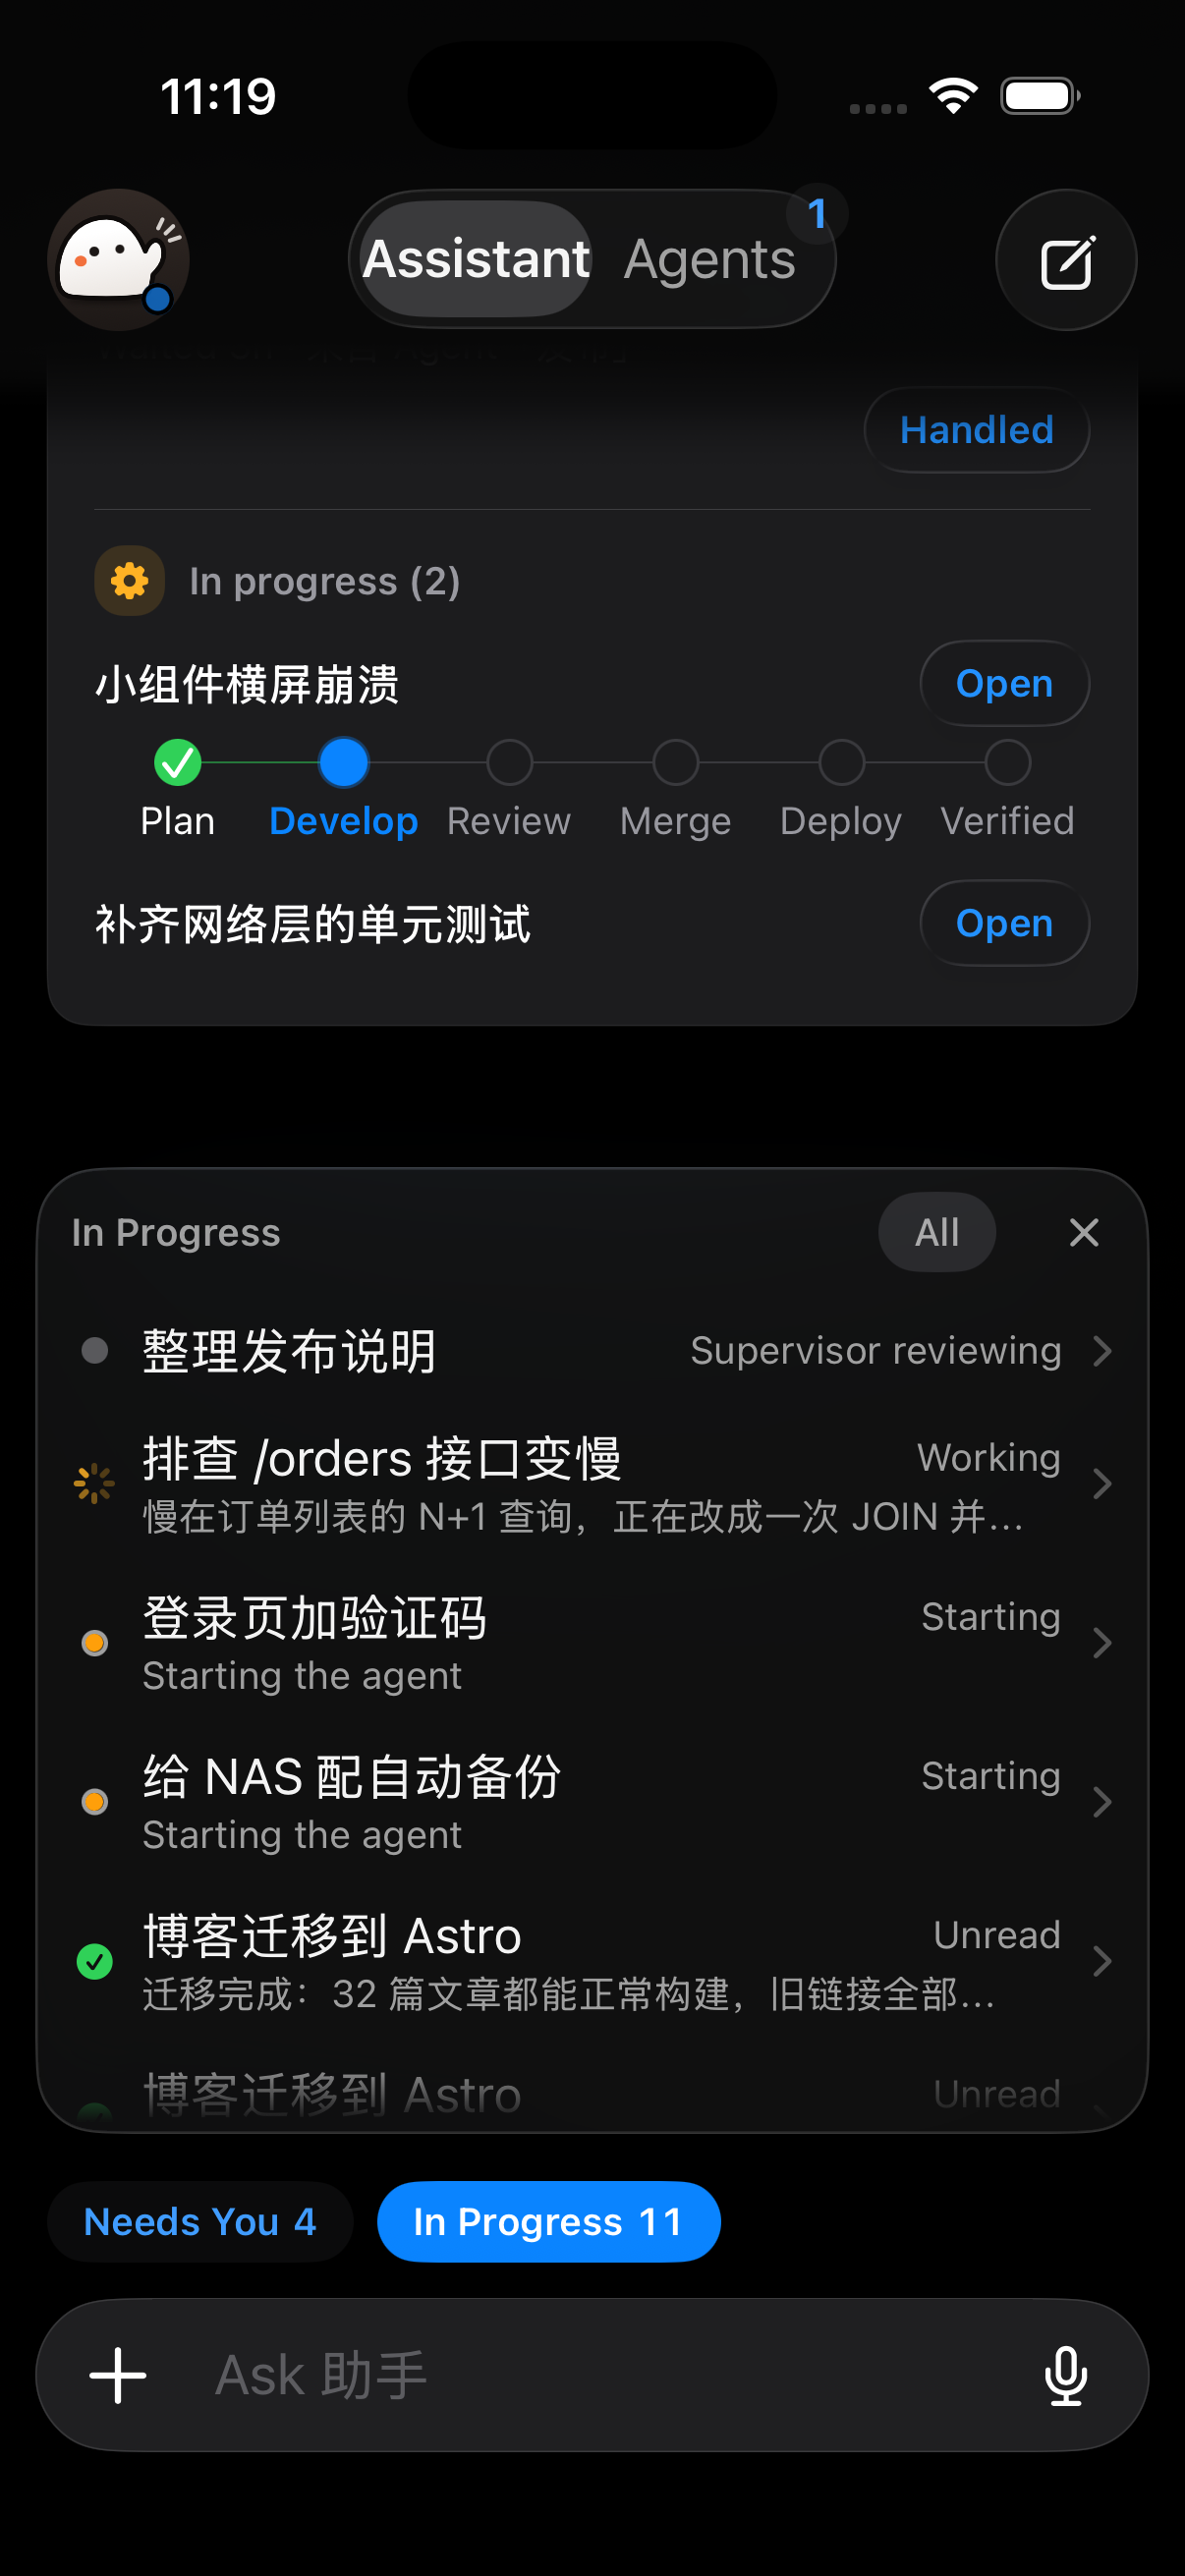 11:19
Assistant
Agents
1
Handled
In progress (2)
小组件横屏崩溃
Open
Plan
Develop
Review
Merge
Deploy
Verified
补齐网络层的单元测试
Open
In Progress
All
整理发布说明
Supervisor reviewing
排查 /orders 接口变慢
Working
慢在订单列表的 N+1 查询，正在改成一次 JOIN 并…
登录页加验证码
Starting
Starting the agent
给 NAS 配自动备份
Starting
Starting the agent
博客迁移到 Astro
Unread
迁移完成：32 篇文章都能正常构建，旧链接全部…
博客迁移到 Astro
Unread
Needs You 4
In Progress 11
Ask 助手